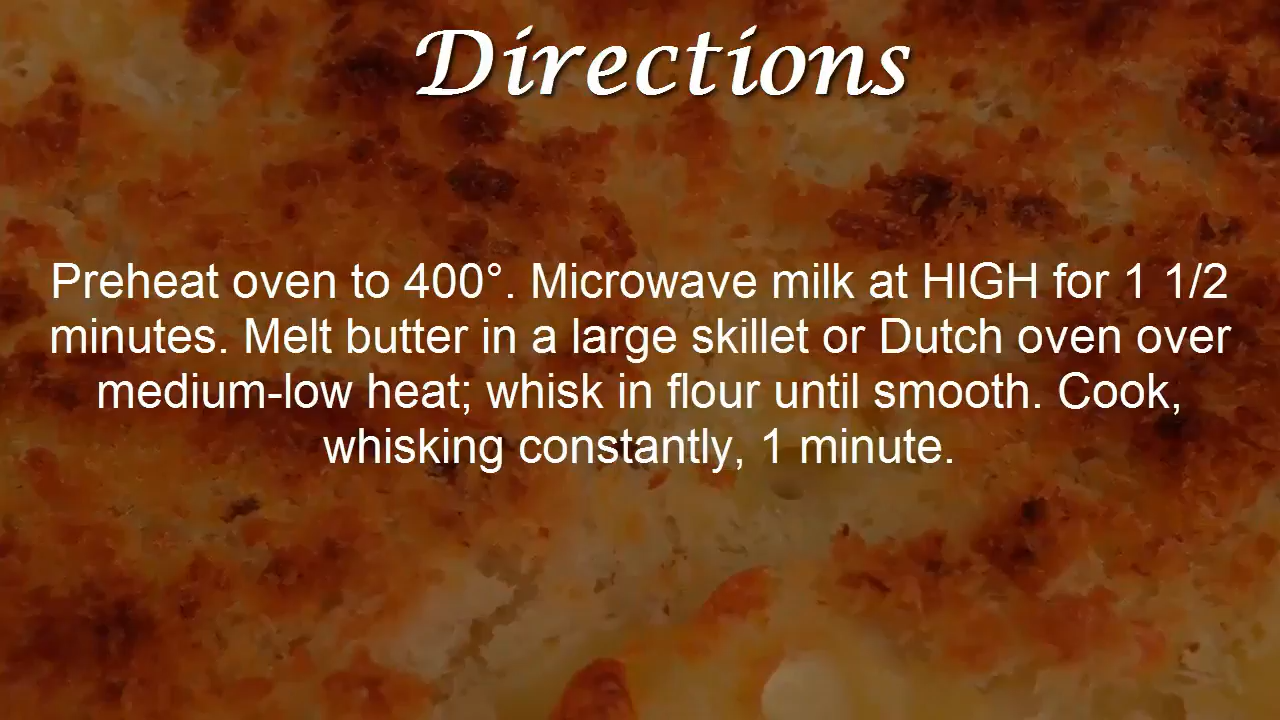 Directions
Preheat oven to 400°. Microwave milk at HIGH for 1 1/2
minutes. Melt butter in a large skillet or Dutch oven over
medium-low heat; whisk in flour until smooth. Cook,
whisking constantly, 1 minute.